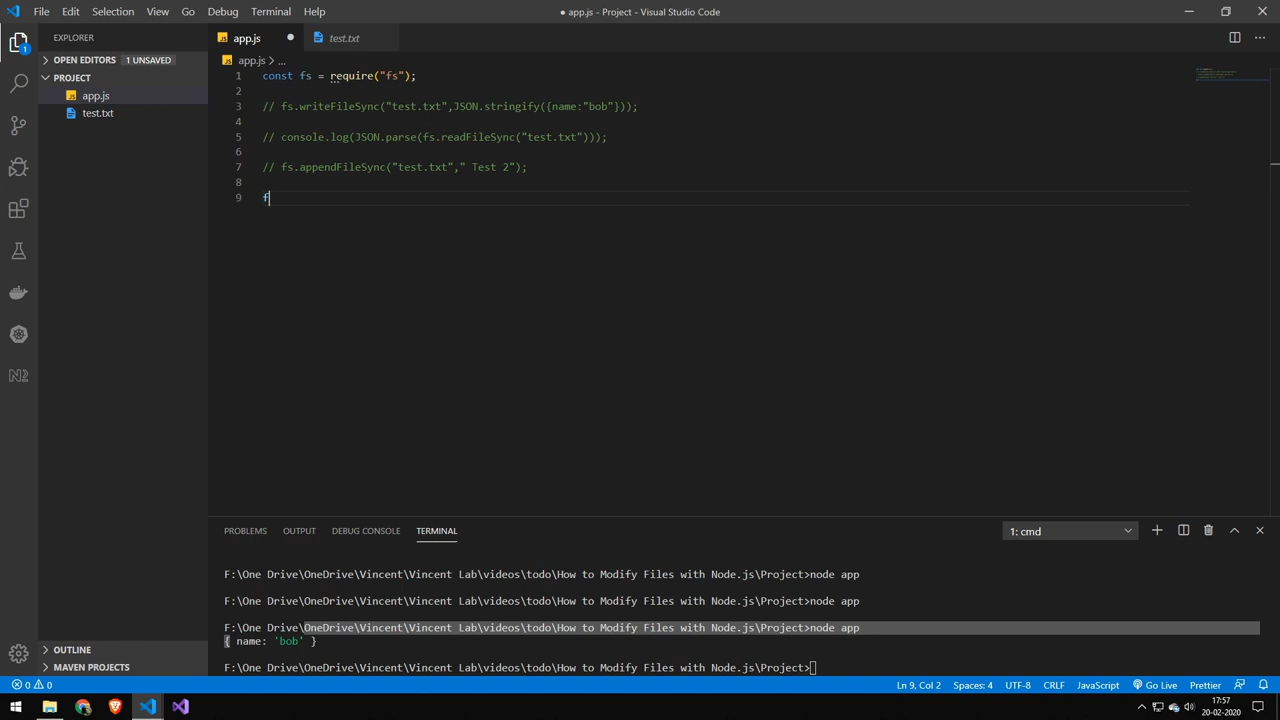 File Edit Selection View Go Debug Terminal Help
● app.js - Project - Visual Studio Code
1
EXPLORER
OPEN EDITORS 1 UNSAVED
PROJECT
JS app.js
test.txt
JS app.js ● test.txt
JS app.js > ...
1 const fs = require("fs");
2
3 // fs.writeFileSync("test.txt",JSON.stringify({name:"bob"}));
4
5 // console.log(JSON.parse(fs.readFileSync("test.txt")));
6
7 // fs.appendFileSync("test.txt"," Test 2");
8
9 f
N2
PROBLEMS OUTPUT DEBUG CONSOLE TERMINAL
1: cmd
F:\One Drive\OneDrive\Vincent\Vincent Lab\videos\todo\How to Modify Files with Node.js\Project>node app
F:\One Drive\OneDrive\Vincent\Vincent Lab\videos\todo\How to Modify Files with Node.js\Project>node app
F:\One Drive\OneDrive\Vincent\Vincent Lab\videos\todo\How to Modify Files with Node.js\Project>node app
{ name: 'bob' }
F:\One Drive\OneDrive\Vincent\Vincent Lab\videos\todo\How to Modify Files with Node.js\Project>
OUTLINE
MAVEN PROJECTS
0 0
Ln 9, Col 2 Spaces: 4 UTF-8 CRLF JavaScript Go Live Prettier
17:57
20-02-2020